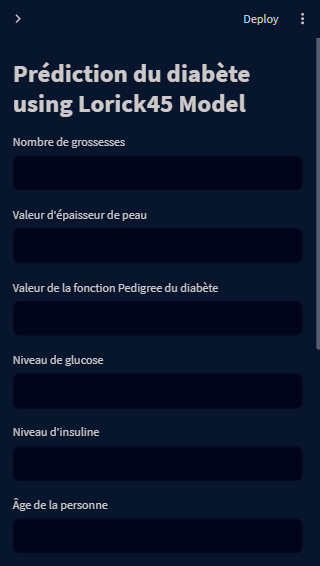 Deploy
Prédiction du diabète
using Lorick45 Model
Nombre de grossesses
Valeur d'épaisseur de peau
Valeur de la fonction Pedigree du diabète
Niveau de glucose
Niveau d'insuline
Âge de la personne